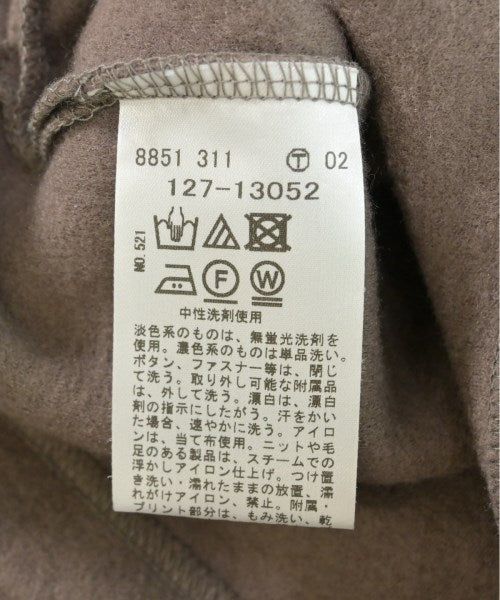 8851 311 Ⓣ 02
127-13052
NO.521
F W
中性洗剤使用
淡色系のものは、無蛍光洗剤を
使用。濃色系のものは単品洗い。
ボタン、ファスナー等は、閉じ
て洗う。取り外し可能な附属品
は、外して洗う。漂白は、漂白
剤の指示にしたがう。汗をかい
た場合、速やかに洗う。アイロ
ンは、当て布使用。ニットや毛
足のある製品は、スチームでの
浮かしアイロン仕上げ。つけ置
き洗い・濡れたままの放置、濡
れがけアイロン、禁止。附属・
プリント部分は、もみ洗い、乾